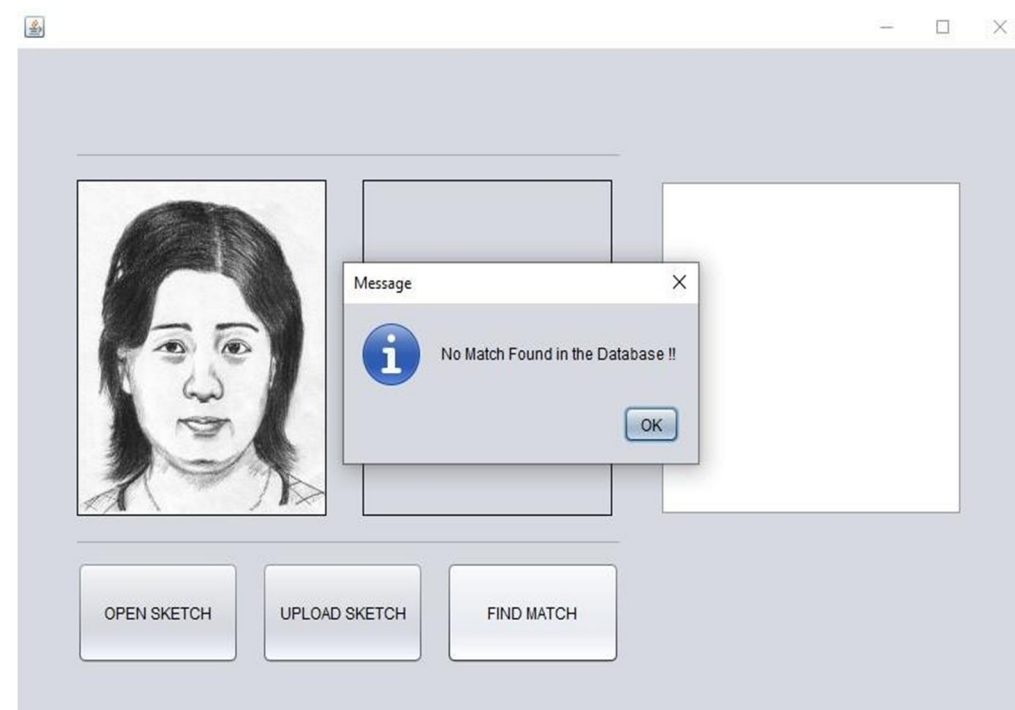 Message
No Match Found in the Database !!
OK
OPEN SKETCH
UPLOAD SKETCH
FIND MATCH